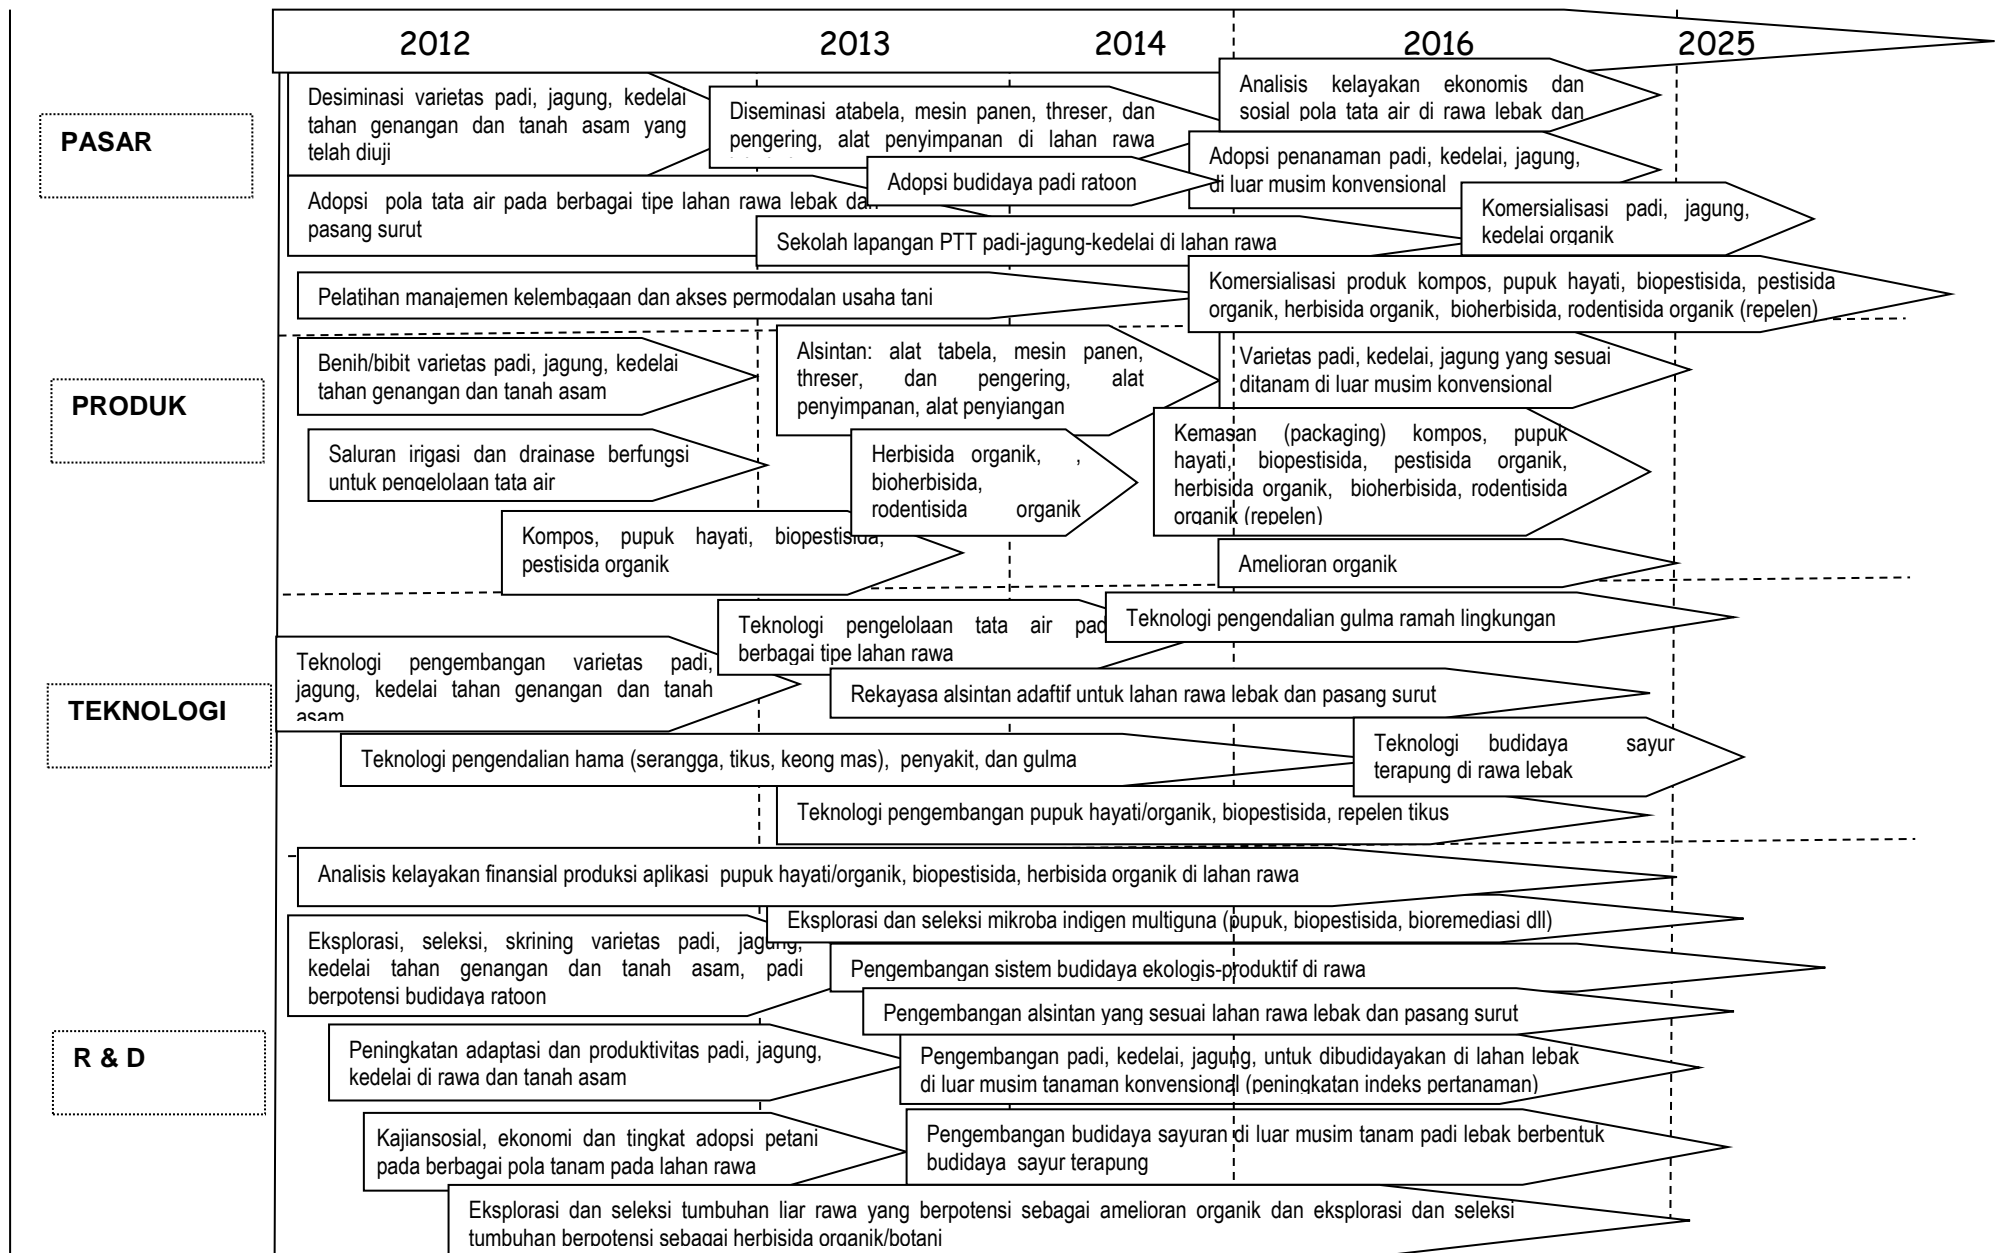 2012 2013 2014 2016 2025
PASAR
Desiminasi varietas padi, jagung, kedelai
tahan genangan dan tanah asam yang
telah diuji
Diseminasi atabela, mesin panen, threser, dan
pengering, alat penyimpanan di lahan rawa
Analisis kelayakan ekonomis dan
sosial pola tata air di rawa lebak dan
Adopsi penanaman padi, kedelai, jagung,
di luar musim konvensional
Adopsi budidaya padi ratoon
Adopsi pola tata air pada berbagai tipe lahan rawa lebak dan
pasang surut
Komersialisasi padi, jagung,
kedelai organik
Sekolah lapangan PTT padi-jagung-kedelai di lahan rawa
Pelatihan manajemen kelembagaan dan akses permodalan usaha tani
Komersialisasi produk kompos, pupuk hayati, biopestisida, pestisida
organik, herbisida organik, bioherbisida, rodentisida organik (repelen)
PRODUK
Benih/bibit varietas padi, jagung, kedelai
tahan genangan dan tanah asam
Alsintan: alat tabela, mesin panen,
threser, dan pengering, alat
penyimpanan, alat penyiangan
Varietas padi, kedelai, jagung yang sesuai
ditanam di luar musim konvensional
Saluran irigasi dan drainase berfungsi
untuk pengelolaan tata air
Herbisida organik, ,
bioherbisida,
rodentisida organik
Kemasan (packaging) kompos, pupuk
hayati, biopestisida, pestisida organik,
herbisida organik, bioherbisida, rodentisida
organik (repelen)
Kompos, pupuk hayati, biopestisida,
pestisida organik
Amelioran organik
TEKNOLOGI
Teknologi pengelolaan tata air pad
berbagai tipe lahan rawa
Teknologi pengendalian gulma ramah lingkungan
Teknologi pengembangan varietas padi,
jagung, kedelai tahan genangan dan tanah
asam
Rekayasa alsintan adaftif untuk lahan rawa lebak dan pasang surut
Teknologi pengendalian hama (serangga, tikus, keong mas), penyakit, dan gulma
Teknologi budidaya sayur
terapung di rawa lebak
Teknologi pengembangan pupuk hayati/organik, biopestisida, repelen tikus
R & D
Analisis kelayakan finansial produksi aplikasi pupuk hayati/organik, biopestisida, herbisida organik di lahan rawa
Eksplorasi dan seleksi mikroba indigen multiguna (pupuk, biopestisida, bioremediasi dll)
Eksplorasi, seleksi, skrining varietas padi, jagung,
kedelai tahan genangan dan tanah asam, padi
berpotensi budidaya ratoon
Pengembangan sistem budidaya ekologis-produktif di rawa
Pengembangan alsintan yang sesuai lahan rawa lebak dan pasang surut
Peningkatan adaptasi dan produktivitas padi, jagung,
kedelai di rawa dan tanah asam
Pengembangan padi, kedelai, jagung, untuk dibudidayakan di lahan lebak
di luar musim tanaman konvensional (peningkatan indeks pertanaman)
Kajiansosial, ekonomi dan tingkat adopsi petani
pada berbagai pola tanam pada lahan rawa
Pengembangan budidaya sayuran di luar musim tanam padi lebak berbentuk
budidaya sayur terapung
Eksplorasi dan seleksi tumbuhan liar rawa yang berpotensi sebagai amelioran organik dan eksplorasi dan seleksi
tumbuhan berpotensi sebagai herbisida organik/botani